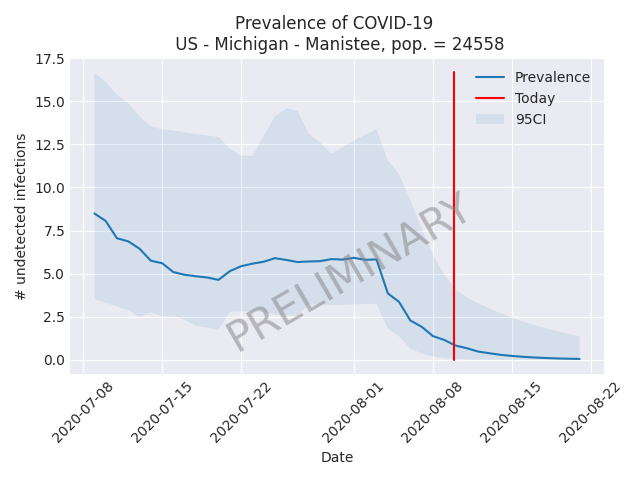 Prevalence of COVID-19
US - Michigan - Manistee, pop. = 24558
17.5
15.0
12.5
10.0
7.5
5.0
2.5
0.0
# undetected infections
Prevalence
Today
95CI
PRELIMINARY
2020-07-08
2020-07-15
2020-07-22
2020-08-01
2020-08-08
2020-08-15
2020-08-22
Date